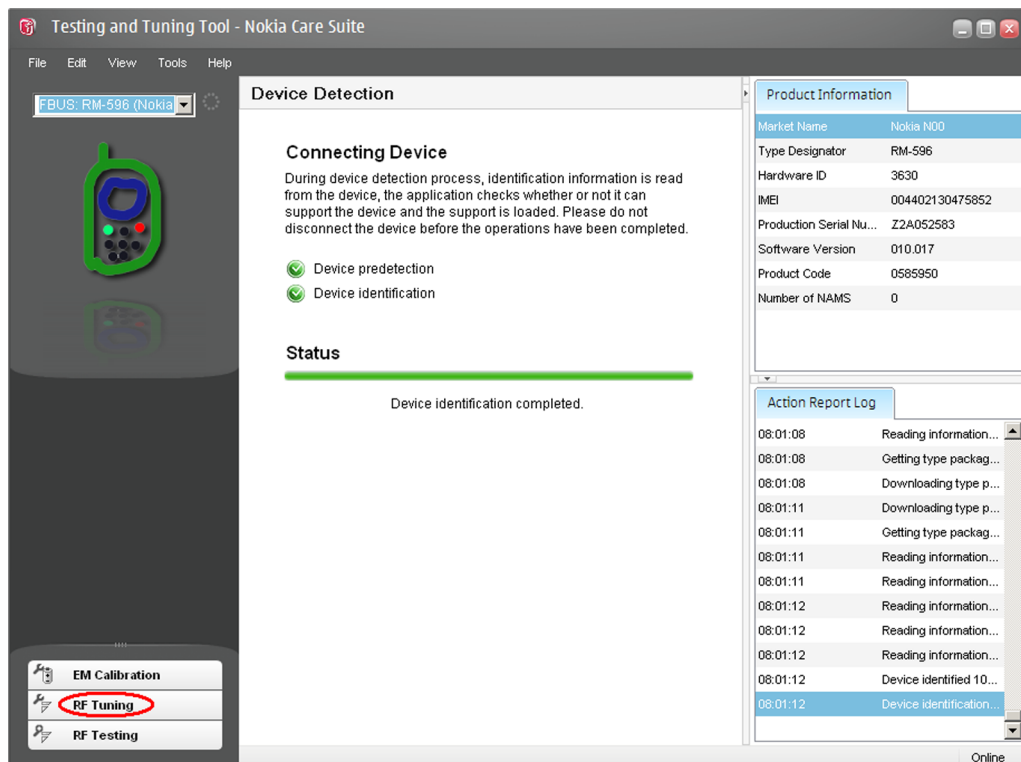 Testing and Tuning Tool - Nokia Care Suite
File Edit View Tools Help
FBUS: RM-596 (Nokia
Device Detection
Connecting Device
During device detection process, identification information is read
from the device, the application checks whether or not it can
support the device and the support is loaded. Please do not
disconnect the device before the operations have been completed.
Device predetection
Device identification
Status
Device identification completed.
EM Calibration
RF Tuning
RF Testing
Product Information
Market Name Nokia N00
Type Designator RM-596
Hardware ID 3630
IMEI 004402130475852
Production Serial Nu... Z2A052583
Software Version 010.017
Product Code 0585950
Number of NAMS 0
Action Report Log
08:01:08 Reading information...
08:01:08 Getting type packag...
08:01:08 Downloading type p...
08:01:11 Downloading type p...
08:01:11 Getting type packag...
08:01:11 Reading information...
08:01:11 Reading information...
08:01:12 Reading information...
08:01:12 Reading information...
08:01:12 Reading information...
08:01:12 Device identified 10...
08:01:12 Device identification...
Online